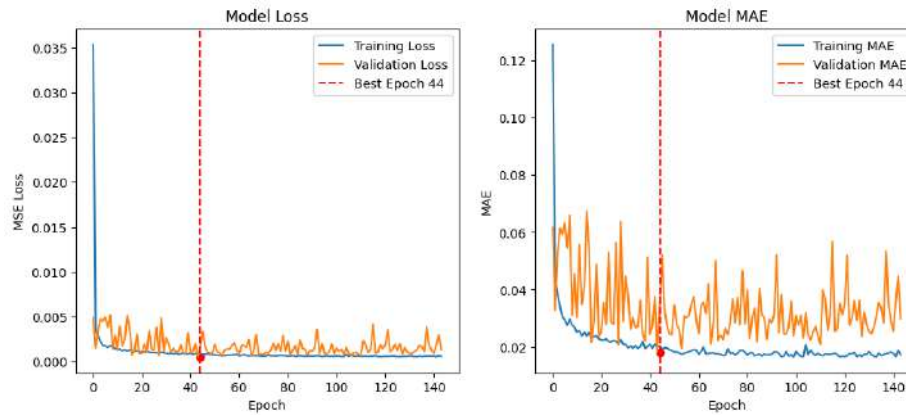 Model Loss
Training Loss
Validation Loss
Best Epoch 44
MSE Loss
0.035
0.030
0.025
0.020
0.015
0.010
0.005
0.000
0 20 40 60 80 100 120 140
Epoch
Model MAE
Training MAE
Validation MAE
Best Epoch 44
MAE
0.12
0.10
0.08
0.06
0.04
0.02
0 20 40 60 80 100 120 140
Epoch